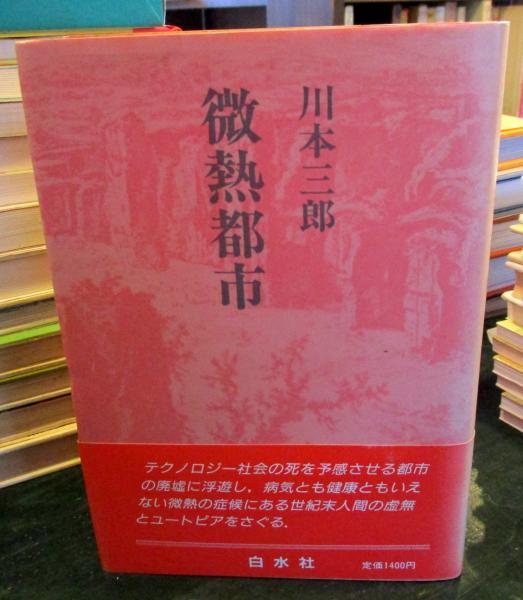 川本三郎
微熱都市
テクノロジー社会の死を予感させる都市
の廃墟に浮遊し，病気とも健康ともいえ
ない微熱の症候にある世紀末人間の虚無
とユートピアをさぐる．
白水社
定価1400円